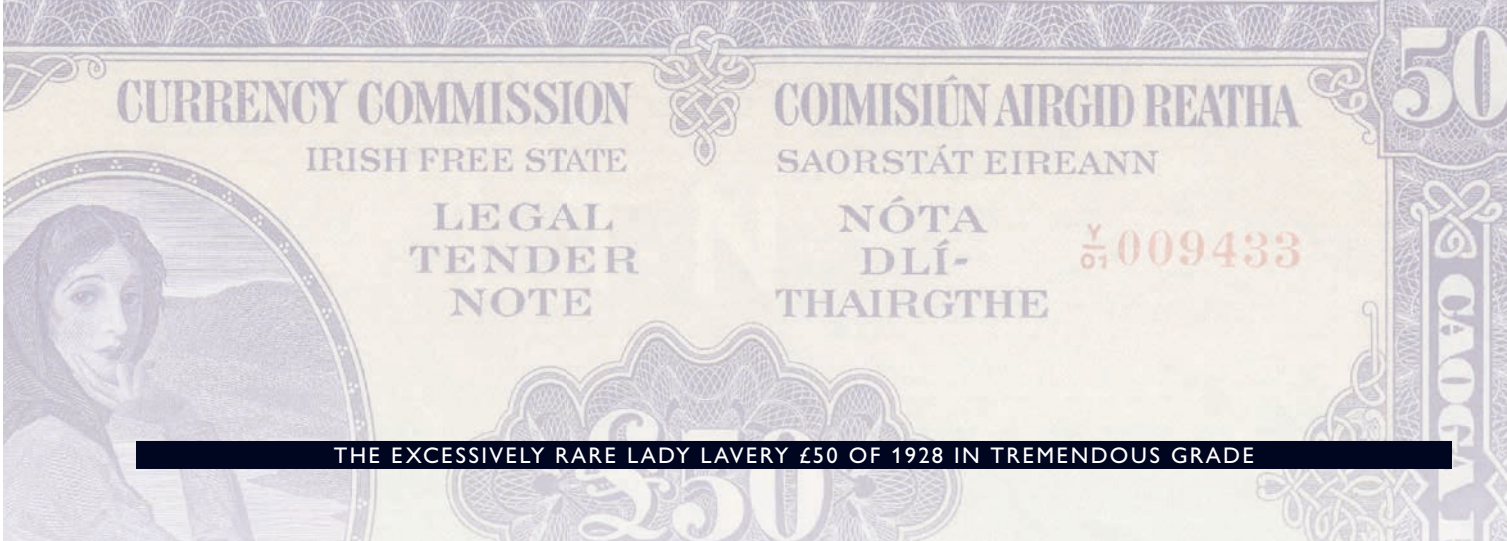 50
CURRENCY COMMISSION
COIMISIÚN AIRGID REATHA
IRISH FREE STATE
SAORSTÁT EIREANN
LEGAL
TENDER
NOTE
NÓTA
DLÍ-
THAIRGTHE
Y
01 009433
£50
THE EXCESSIVELY RARE LADY LAVERY £50 OF 1928 IN TREMENDOUS GRADE